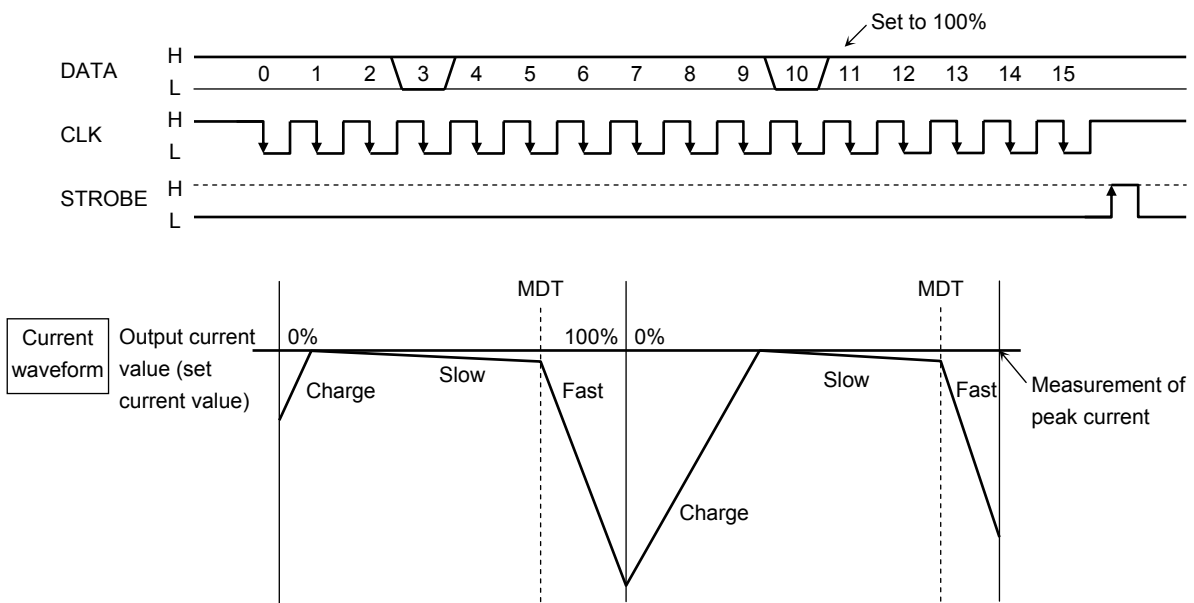 Set to 100%
H
DATA
L
0 1 2 3 4 5 6 7 8 9 10 11 12 13 14 15
H
CLK
L
H
STROBE
L
MDT MDT
Current
waveform
Output current
value (set
current value)
0% 100% 0%
Charge Slow Fast Slow Fast
Charge
Measurement of
peak current